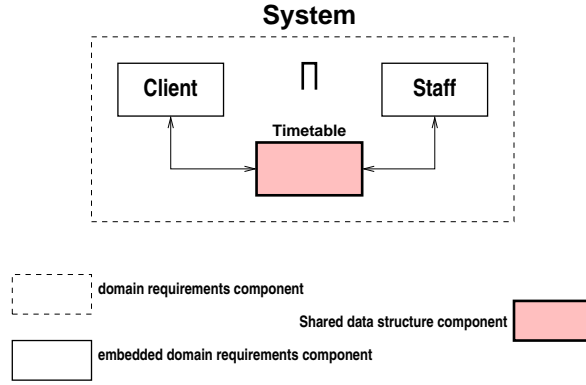 System
Client
∏
Staff
Timetable
domain requirements component
Shared data structure component
embedded domain requirements component